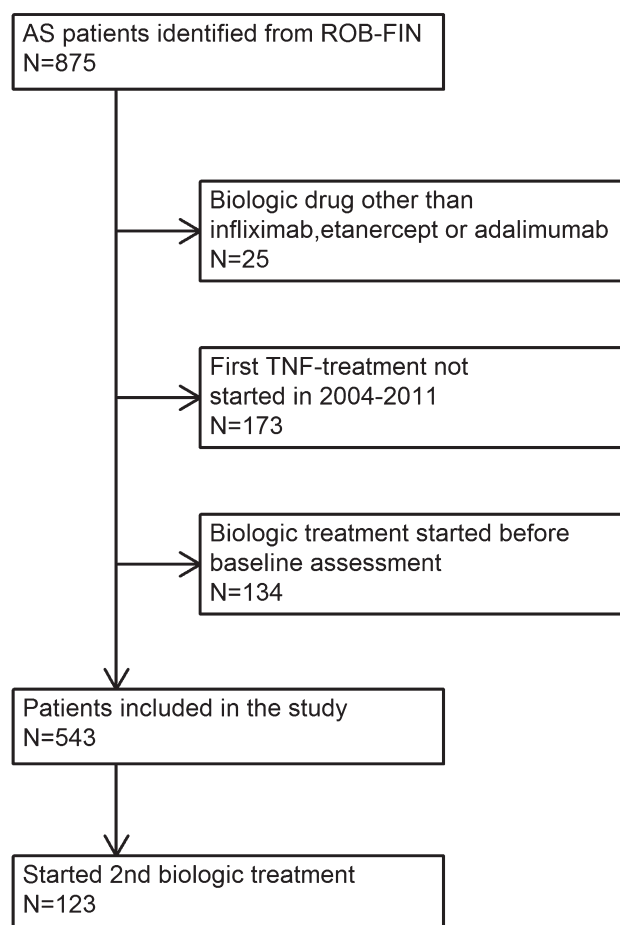 AS patients identified from ROB-FIN
N=875
Biologic drug other than
infliximab,etanercept or adalimumab
N=25
First TNF-treatment not
started in 2004-2011
N=173
Biologic treatment started before
baseline assessment
N=134
Patients included in the study
N=543
Started 2nd biologic treatment
N=123